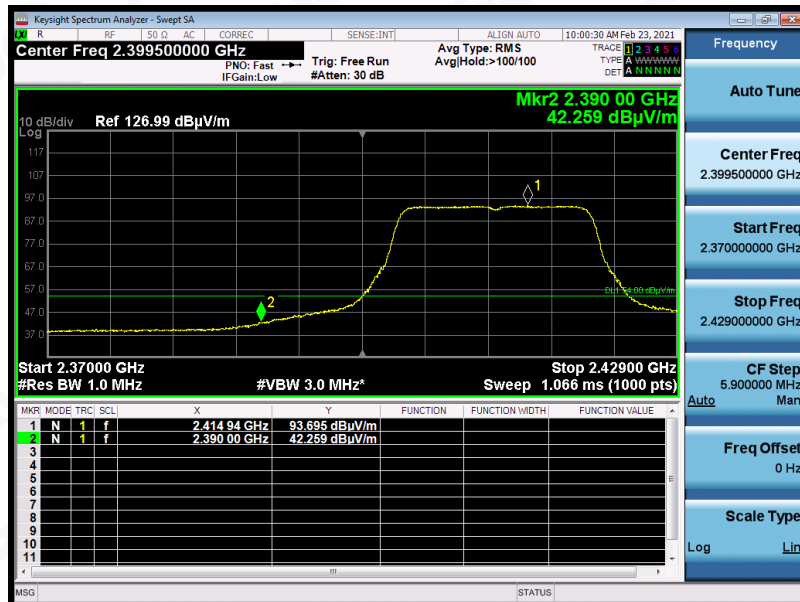 Keysight Spectrum Analyzer - Swept SA
LXI R RF 50 Ω AC CORREC SENSE:INT ALIGN AUTO 10:00:30 AM Feb 23, 2021
Center Freq 2.399500000 GHz
PNO: Fast
IFGain:Low
Trig: Free Run
#Atten: 30 dB
Avg Type: RMS
Avg|Hold:>100/100
TRACE 1 2 3 4 5 6
TYPE A WWWWW
DET A N N N N N
Mkr2 2.390 00 GHz
42.259 dBµV/m
10 dB/div Ref 126.99 dBµV/m
Log
117
107
97.0
87.0
77.0
67.0
57.0
47.0
37.0
1
2
DL1 54.00 dBµV/m
Start 2.37000 GHz Stop 2.42900 GHz
#Res BW 1.0 MHz #VBW 3.0 MHz* Sweep 1.066 ms (1000 pts)
MKR MODE TRC SCL X Y FUNCTION FUNCTION WIDTH FUNCTION VALUE
1 N 1 f 2.414 94 GHz 93.695 dBµV/m
2 N 1 f 2.390 00 GHz 42.259 dBµV/m
3
4
5
6
7
8
9
10
11
MSG STATUS
Frequency
Auto Tune
Center Freq
2.399500000 GHz
Start Freq
2.370000000 GHz
Stop Freq
2.429000000 GHz
CF Step
5.900000 MHz
Auto Man
Freq Offset
0 Hz
Scale Type
Log Lin